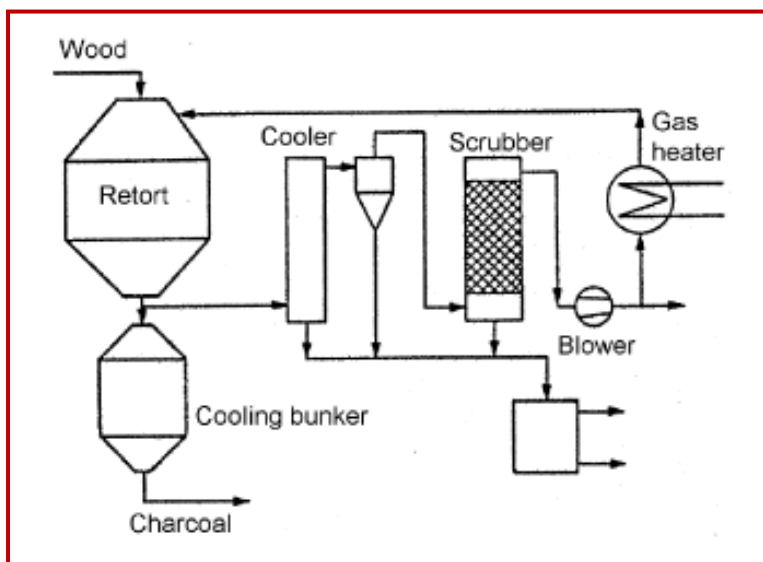 Wood
Cooler
Scrubber
Gas
heater
Retort
Blower
Cooling bunker
Charcoal